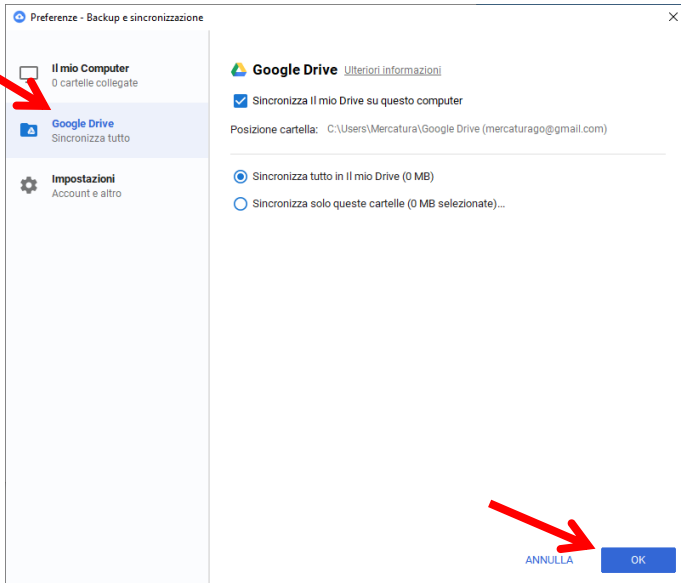 Preferenze - Backup e sincronizzazione
Il mio Computer
0 cartelle collegate
Google Drive
Sincronizza tutto
Impostazioni
Account e altro
Google Drive Ulteriori informazioni
Sincronizza Il mio Drive su questo computer
Posizione cartella: C:\Users\Mercatura\Google Drive (mercaturago@gmail.com)
Sincronizza tutto in Il mio Drive (0 MB)
Sincronizza solo queste cartelle (0 MB selezionate)...
ANNULLA OK